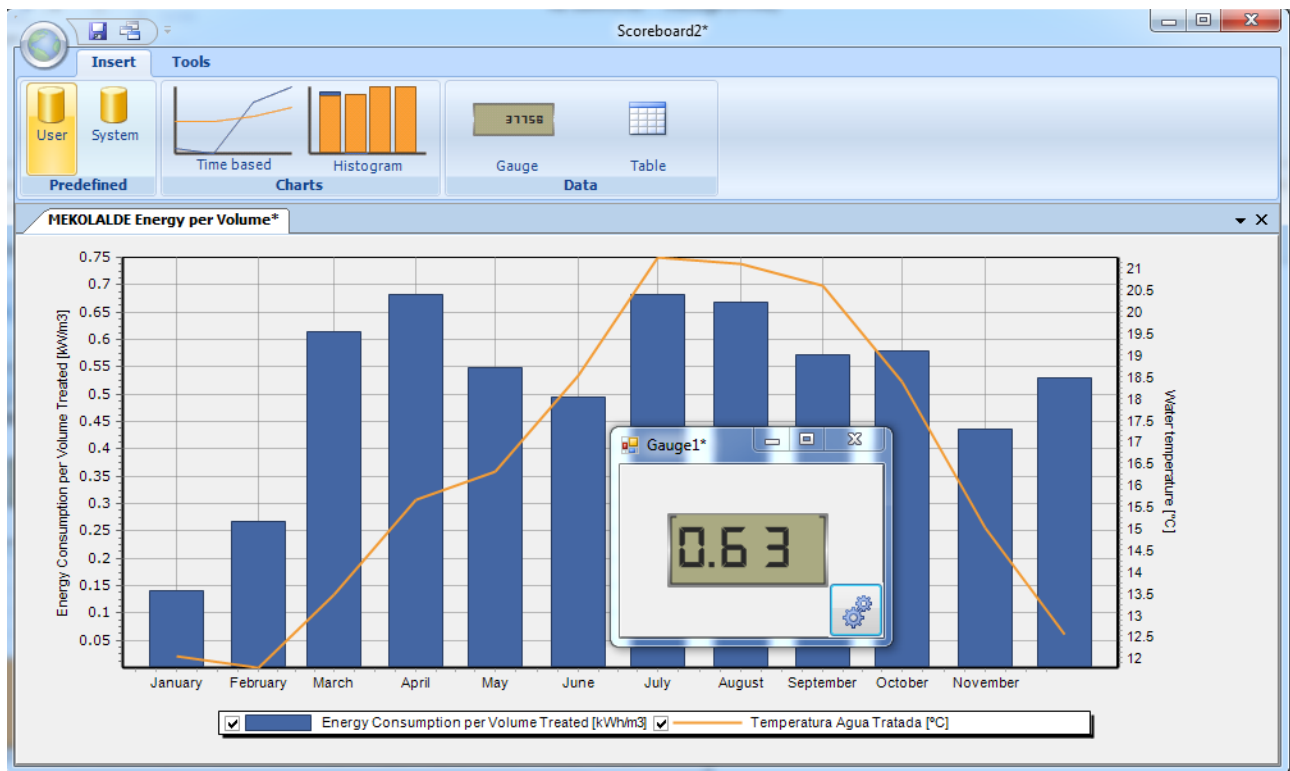 Scoreboard2*
Insert Tools
User System
Predefined
Time based Histogram
Charts
37758
Gauge Table
Data
MEKOLALDE Energy per Volume*
Energy Consumption per Volume Treated [kW/m3]
0.75
0.7
0.65
0.6
0.55
0.5
0.45
0.4
0.35
0.3
0.25
0.2
0.15
0.1
0.05
Gauge1*
0.63
21
20.5
20
19.5
19
18.5
18
17.5
17
16.5
16
15.5
15
14.5
14
13.5
13
12.5
12
Water temperature [ºC]
January February March April May June July August September October November
Energy Consumption per Volume Treated [kWh/m3] Temperatura Agua Tratada [ºC]